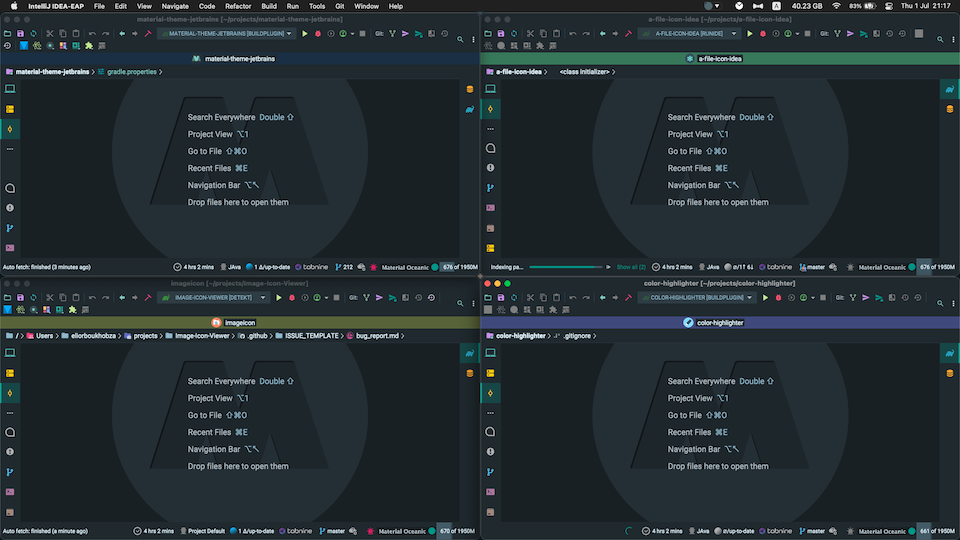 IntelliJ IDEA-EAP File Edit View Navigate Code Refactor Build Run Tools Git Window Help 40.23 GB A 83% Thu 1 Jul 21:17
material-theme-jetbrains [~/projects/material-theme-jetbrains]
MATERIAL-THEME-JETBRAINS [BUILDPLUGIN] Git:
material-theme-jetbrains
material-theme-jetbrains gradle.properties
Search Everywhere Double ⇧
Project View ⌥1
Go to File ⇧⌘O
Recent Files ⌘E
Navigation Bar ⌥↖
Drop files here to open them
Auto fetch: finished (3 minutes ago) 4 hrs 2 mins JAva 1 Δ/up-to-date tabnine 212 Material Oceanic 676 of 1950M
a-file-icon-idea [~/projects/a-file-icon-idea]
A-FILE-ICON-IDEA [RUNIDE] Git:
a-file-icon-idea
a-file-icon-idea <class initializer>
Search Everywhere Double ⇧
Project View ⌥1
Go to File ⇧⌘O
Recent Files ⌘E
Navigation Bar ⌥↖
Drop files here to open them
Indexing pa... Show all (2) 4 hrs 2 mins JAva tabnine master Material Oceanic 676 of 1950M
imageicon [~/projects/Image-Icon-Viewer]
IMAGE-ICON-VIEWER [DETEKT] Git:
imageicon
/ Users eliorboukhobza projects Image-Icon-Viewer .github ISSUE_TEMPLATE bug_report.md
Search Everywhere Double ⇧
Project View ⌥1
Go to File ⇧⌘O
Recent Files ⌘E
Navigation Bar ⌥↖
Drop files here to open them
Auto fetch: finished (a minute ago) 4 hrs 2 mins Project Default 1 Δ/up-to-date tabnine master Material Oceanic 670 of 1950M
color-highlighter [~/projects/color-highlighter]
COLOR-HIGHLIGHTER [BUILDPLUGIN] Git:
color-highlighter
color-highlighter .gitignore
Search Everywhere Double ⇧
Project View ⌥1
Go to File ⇧⌘O
Recent Files ⌘E
Navigation Bar ⌥↖
Drop files here to open them
4 hrs 2 mins JAva ⌀/up-to-date tabnine master Material Oceanic 661 of 1950M